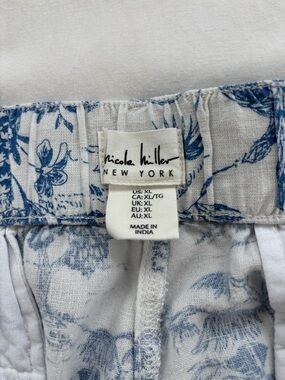 nicole miller
NEW YORK
US: XL
CA: XL/TG
UK: XL
EU: XL
AU: XL
MADE IN
INDIA